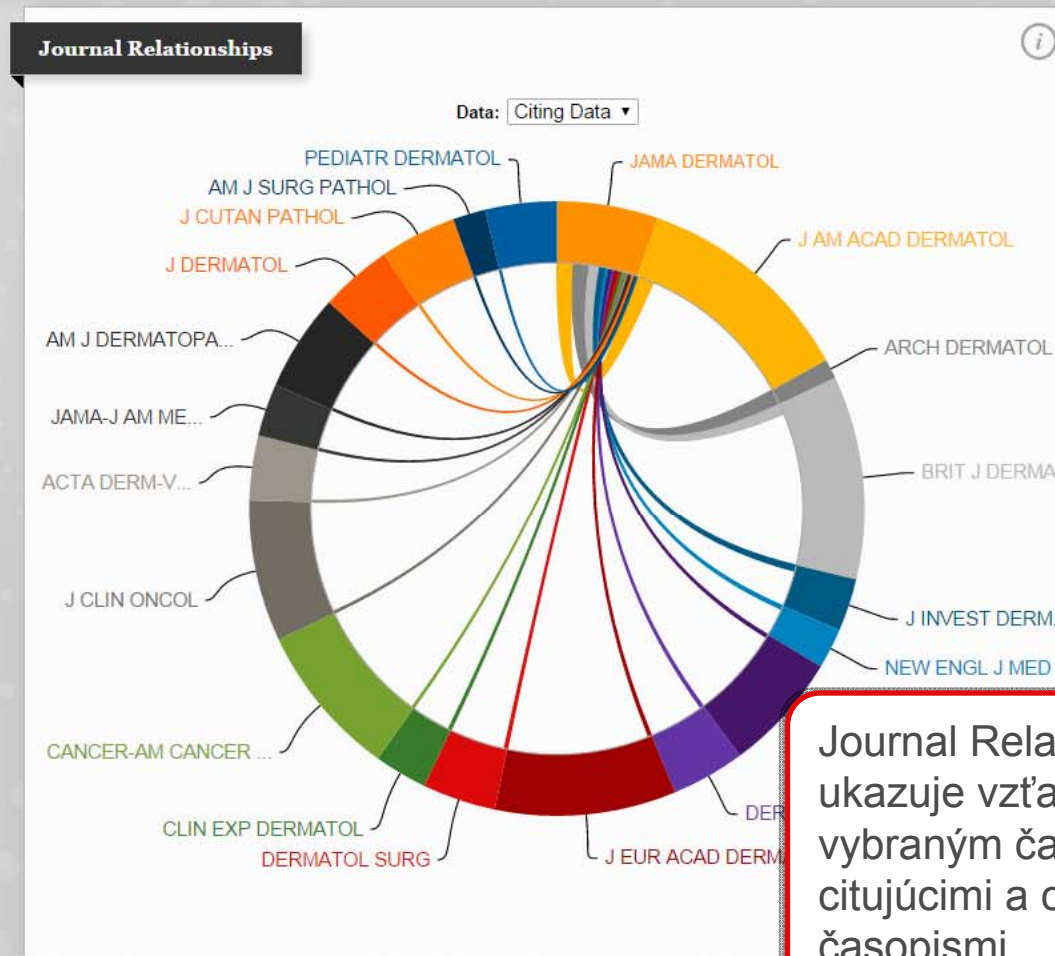 Journal Relationships
i
Data: Citing Data
PEDIATR DERMATOL
JAMA DERMATOL
AM J SURG PATHOL
J CUTAN PATHOL
J AM ACAD DERMATOL
J DERMATOL
AM J DERMATOPA...
ARCH DERMATOL
JAMA-J AM ME...
ACTA DERM-V...
BRIT J DERMA
J CLIN ONCOL
J INVEST DERM.
NEW ENGL J MED
CANCER-AM CANCER ...
DER
CLIN EXP DERMATOL
DERMATOL SURG
J EUR ACAD DERM
Journal Rela
ukazuje vzťa
vybraným ča
citujúcimi a
časopismi